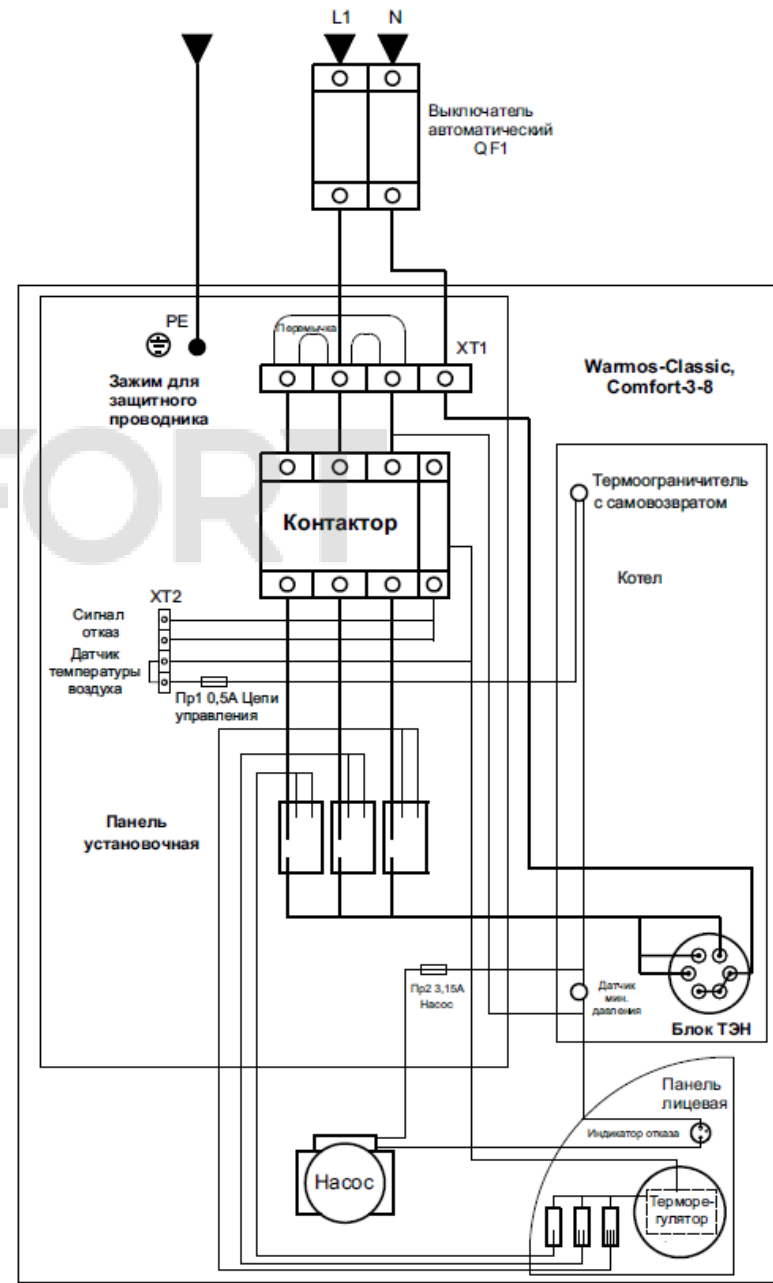 L1 N
Выключатель
автоматический
QF1
PE
Перемычка
XT1
Зажим для
защитного
проводника
Warmos-Classic,
Comfort-3-8
FORT
Контактор
Термоограничитель
с самовозвратом
Котел
XT2
Сигнал
отказ
Датчик
температуры
воздуха
Пр1 0,5А Цепи
управления
Панель
установочная
Пр2 3,15А
Насос
Датчик
мин.
давления
Блок ТЭН
Панель
лицевая
Индикатор отказа
Насос
Терморе-
гулятор